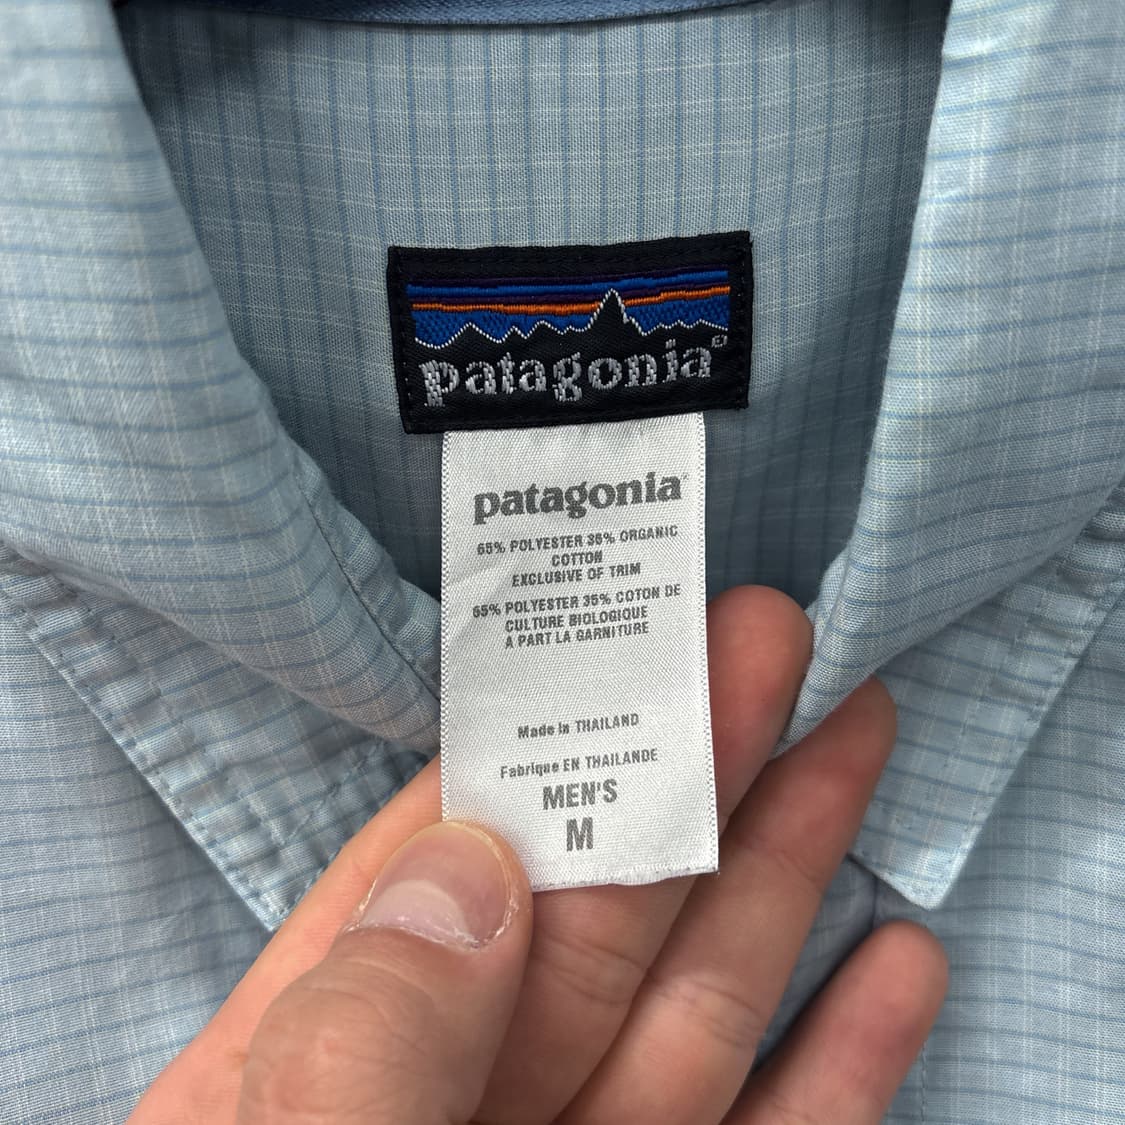 patagonia®
patagonia®
65% POLYESTER 35% ORGANIC
COTTON
EXCLUSIVE OF TRIM
65% POLYESTER 35% COTON DE
CULTURE BIOLOGIQUE
A PART LA GARNITURE
Made in THAILAND
Fabrique EN THAILANDE
MEN'S
M